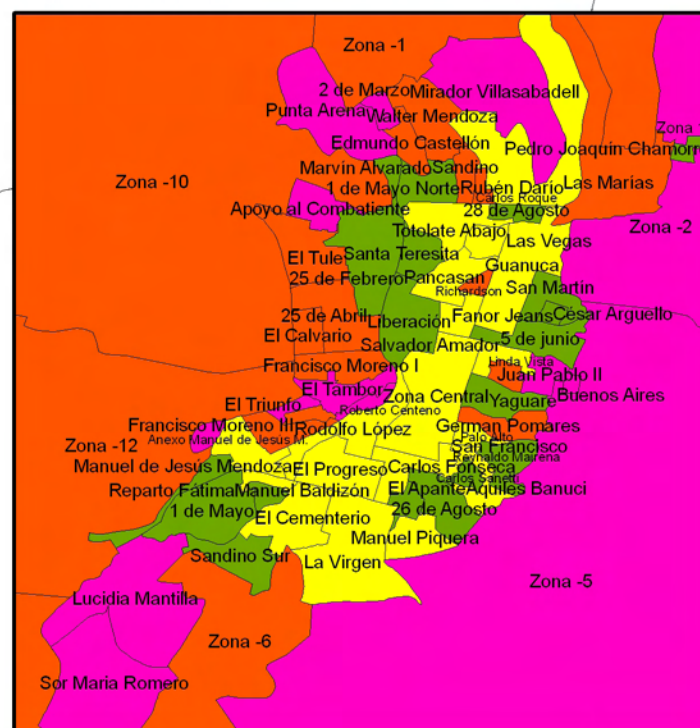 Zona -1
2 de Marzo
Mirador Villasabadell
Punta Arena
Walter Mendoza
Zona
Edmundo Castellón
Pedro Joaquin Chamorro
Marvin Alvarado
Sandino
Zona -10
1 de Mayo Norte
Rubén Darío
Las Marías
Carlos Roque
Apoyo al Combatiente
28 de Agosto
Zona -2
Totolate Abajo
Las Vegas
El Tule
Santa Teresita
Guanuca
25 de Febrero
Pancasan
Richardson
San Martín
25 de Abril
Liberación
Fanor Jeans
César Arguello
El Calvario
Salvador Amador
5 de junio
Francisco Moreno I
Linda Vista
Juan Pablo II
El Tambor
Zona Central
Yaguare
Buenos Aires
El Triunfo
Roberto Centeno
Francisco Moreno III
Rodolfo López
German Pomares
Anexo Manuel de Jesús M.
Palo Alto
Zona -12
San Francisco
Reynaldo Mairena
Manuel de Jesús Mendoza
El Progreso
Carlos Fonseca
Carlos Sanetti
Reparto Fátima
Manuel Baldizón
El Apante
Aquiles Banuci
1 de Mayo
El Cementerio
26 de Agosto
Manuel Piquera
Sandino Sur
La Virgen
Zona -5
Lucidia Mantilla
Zona -6
Sor Maria Romero